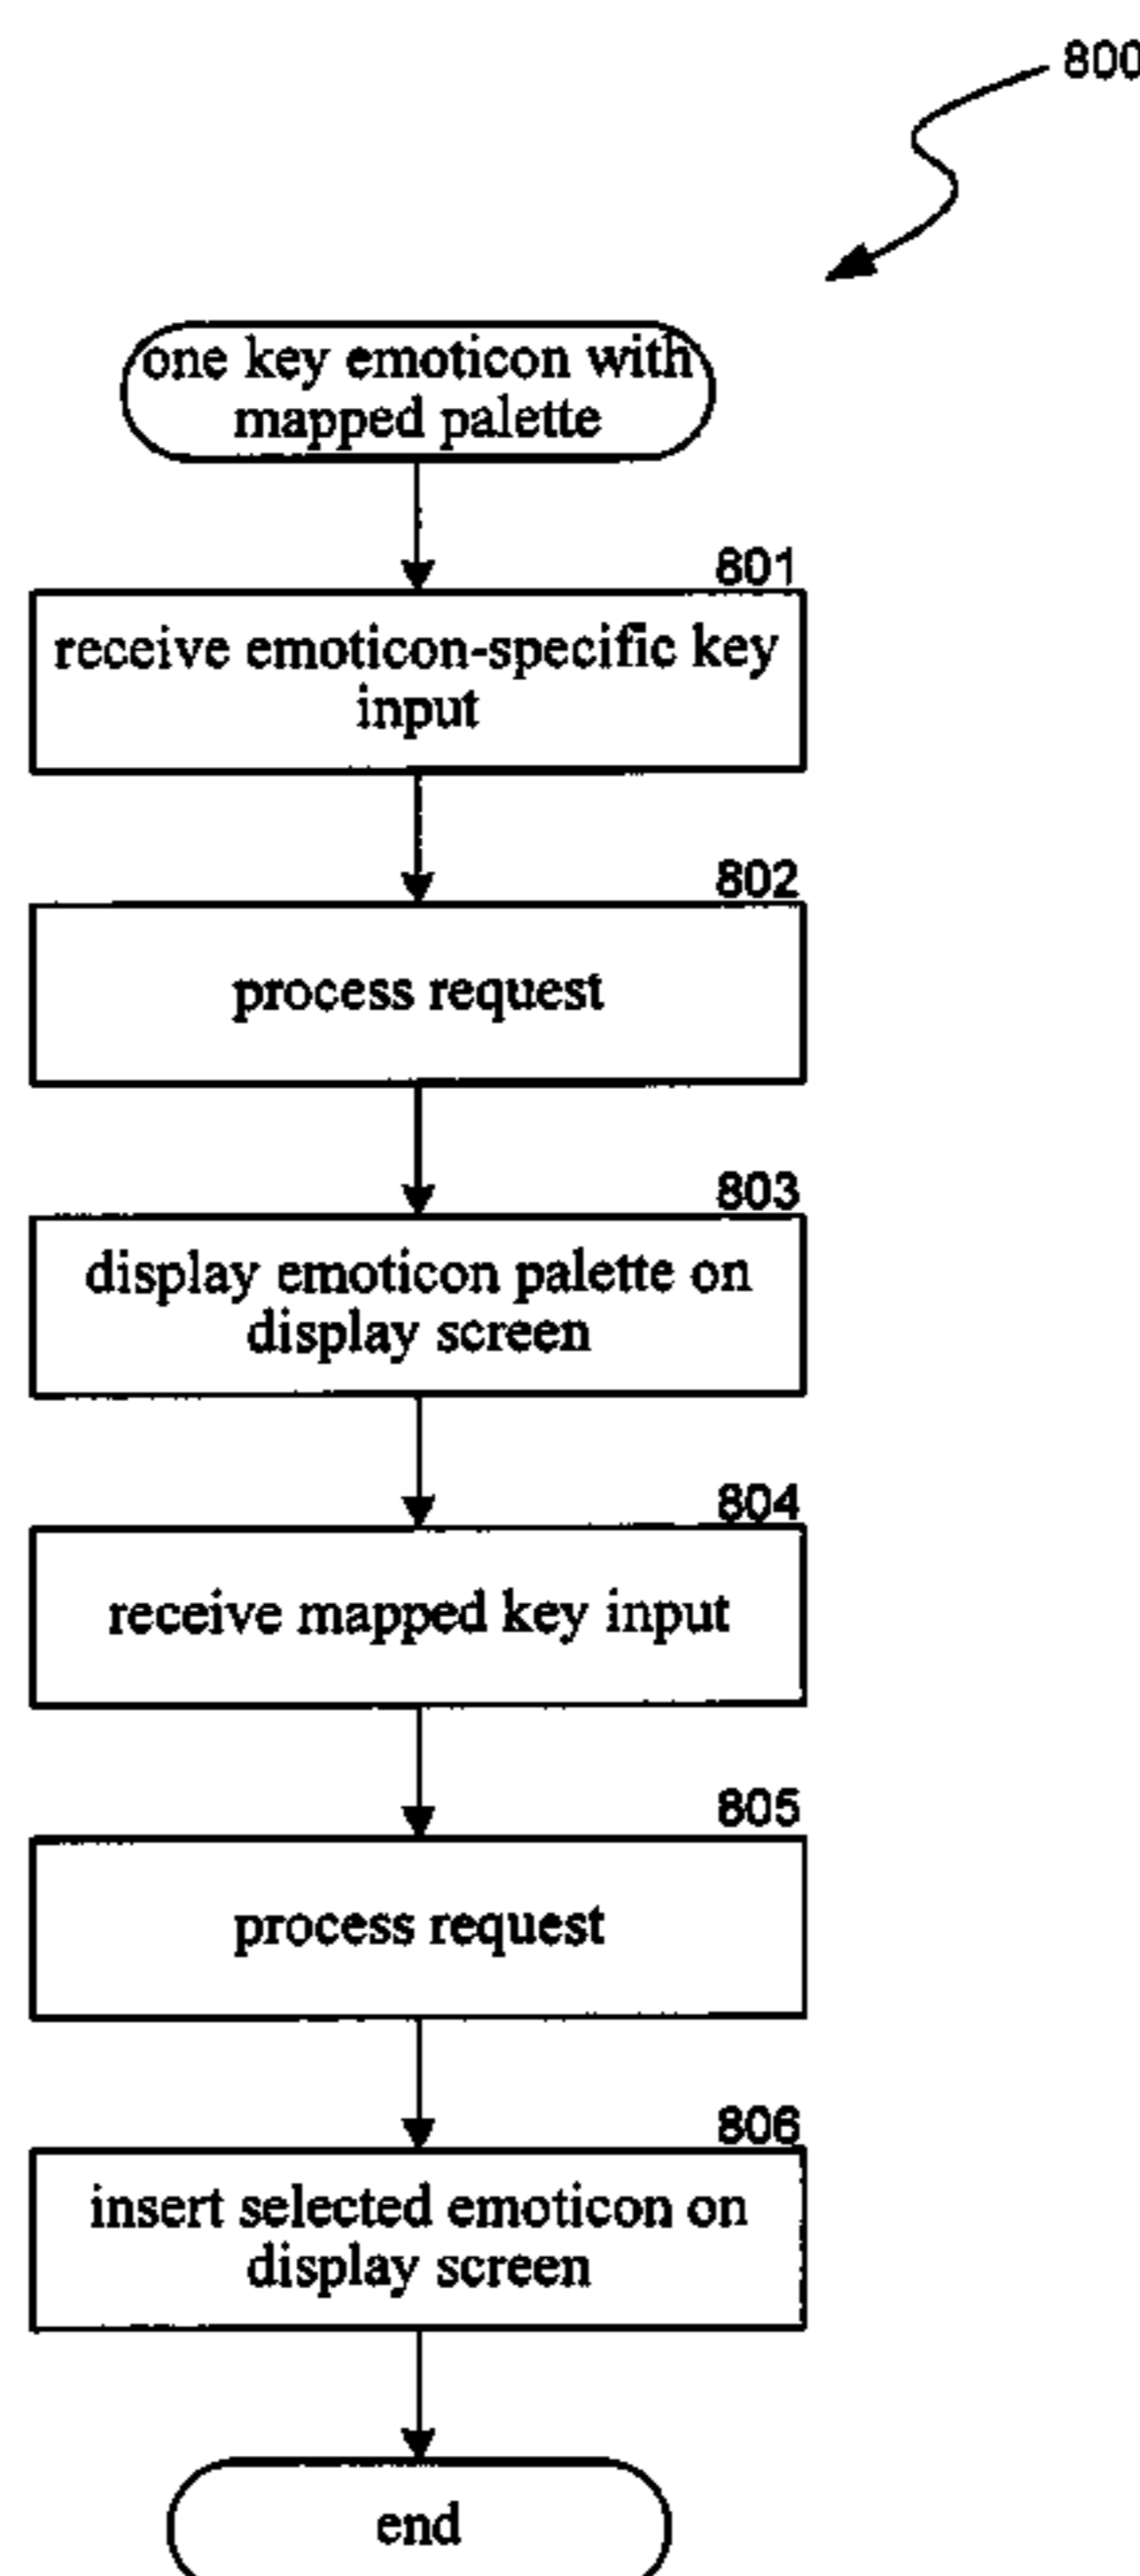 800
one key emoticon with
mapped palette
801
receive emoticon-specific key
input
802
process request
803
display emoticon palette on
display screen
804
receive mapped key input
805
process request
806
insert selected emoticon on
display screen
end